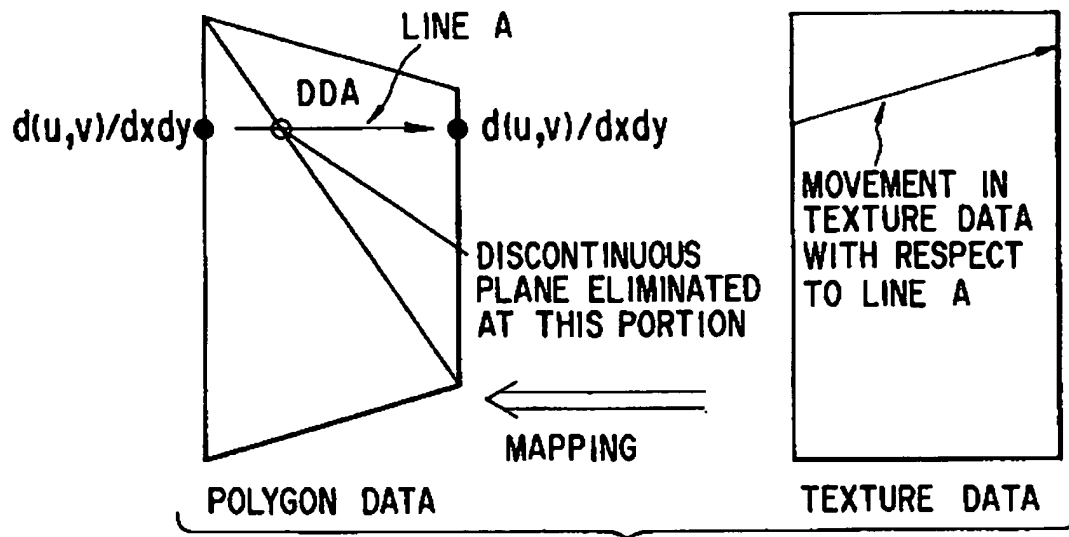 LINE A
DDA
d(u,v)/dxdy
d(u,v)/dxdy
DISCONTINUOUS
PLANE ELIMINATED
AT THIS PORTION
MOVEMENT IN
TEXTURE DATA
WITH RESPECT
TO LINE A
MAPPING
POLYGON DATA
TEXTURE DATA